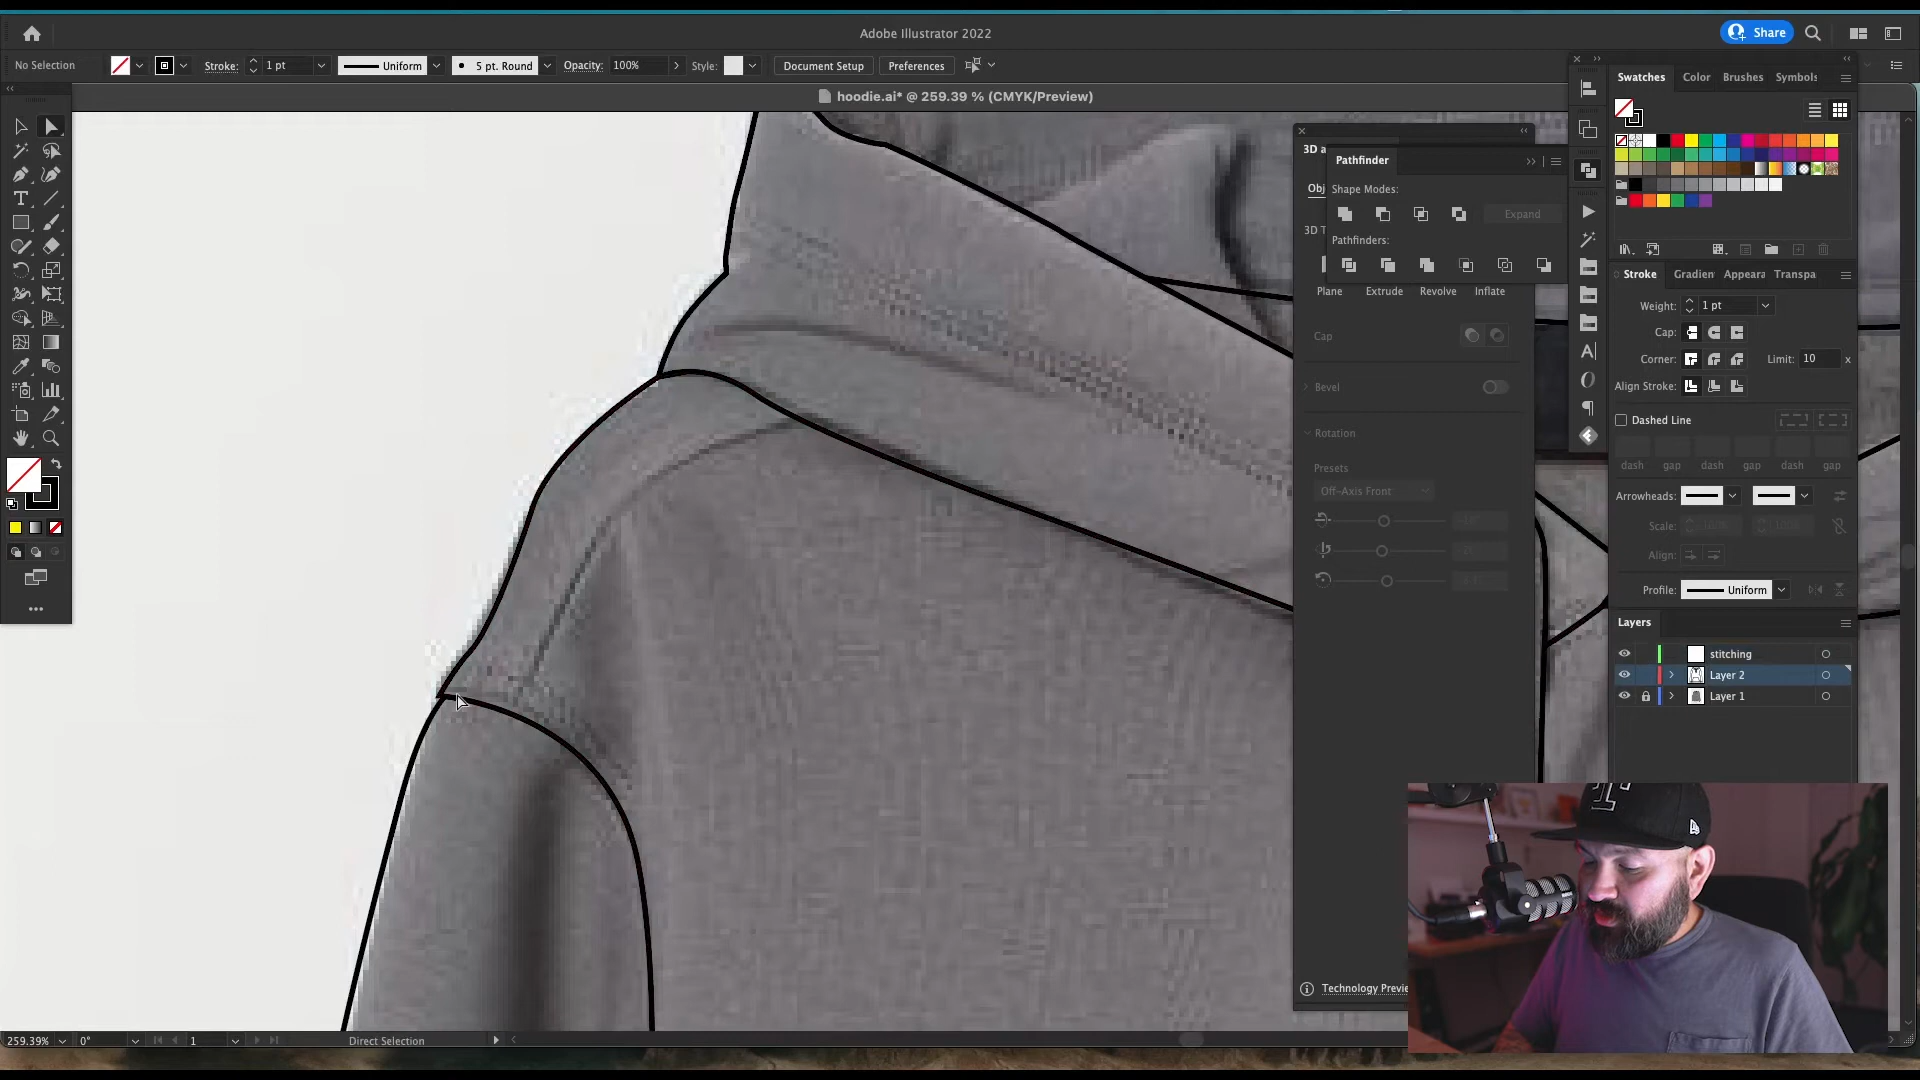 Adobe Illustrator 2022
Share
No Selection
Stroke:
1 pt
Uniform
5 pt. Round
Opacity:
100%
Style:
Document Setup
Preferences
hoodie.ai* @ 259.39 % (CMYK/Preview)
Swatches
Color
Brushes
Symbols
3D a
Pathfinder
Shape Modes:
Obj
Expand
3D T
Pathfinders:
Plane
Extrude
Revolve
Inflate
Cap
Bevel
Rotation
Presets
Off-Axis Front
Stroke
Gradien
Appeara
Transpa
Weight:
1 pt
Cap:
Corner:
Limit:
10
x
Align Stroke:
Dashed Line
dash
gap
dash
gap
dash
gap
Arrowheads:
Scale:
Align:
Profile:
Uniform
Layers
stitching
Layer 2
Layer 1
Technology Previe
259.39%
0°
1
Direct Selection